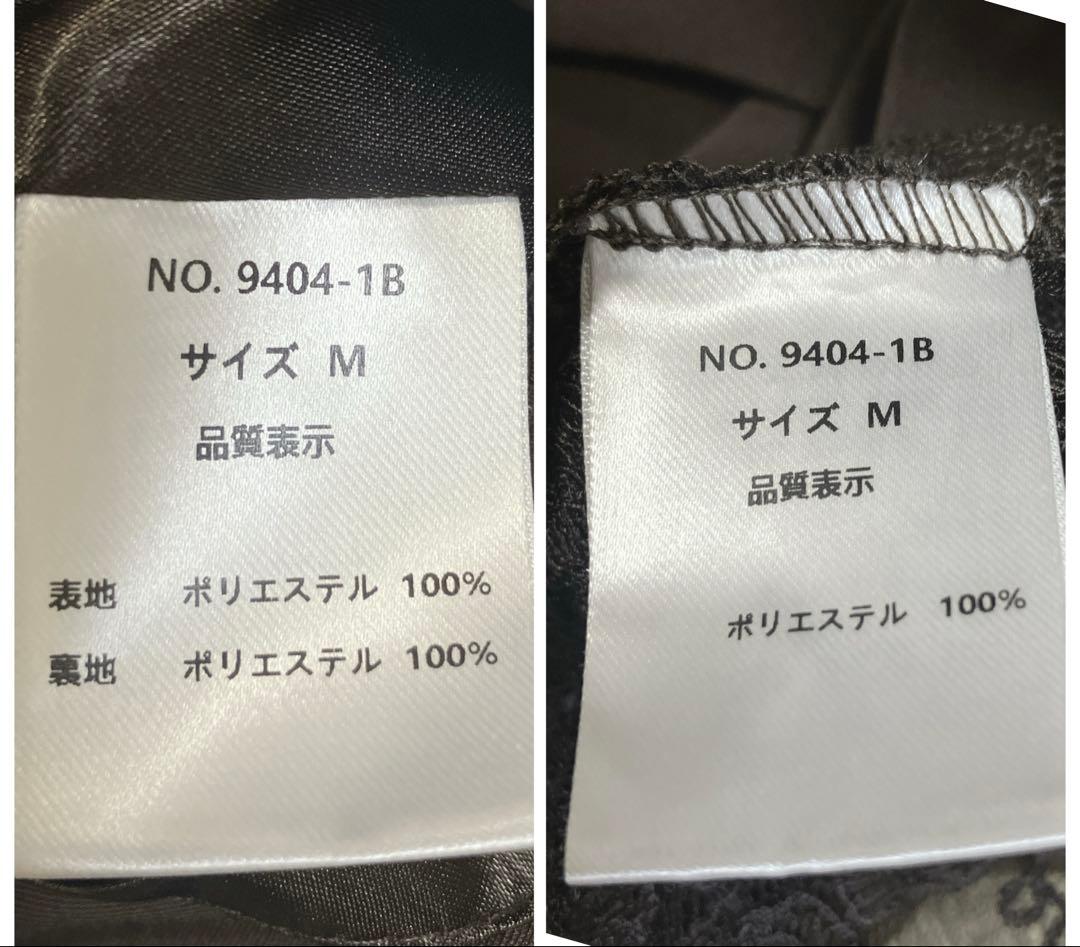 NO. 9404-1B
サイズ M
品質表示
表地 ポリエステル 100%
裏地 ポリエステル 100%
NO. 9404-1B
サイズ M
品質表示
ポリエステル 100%